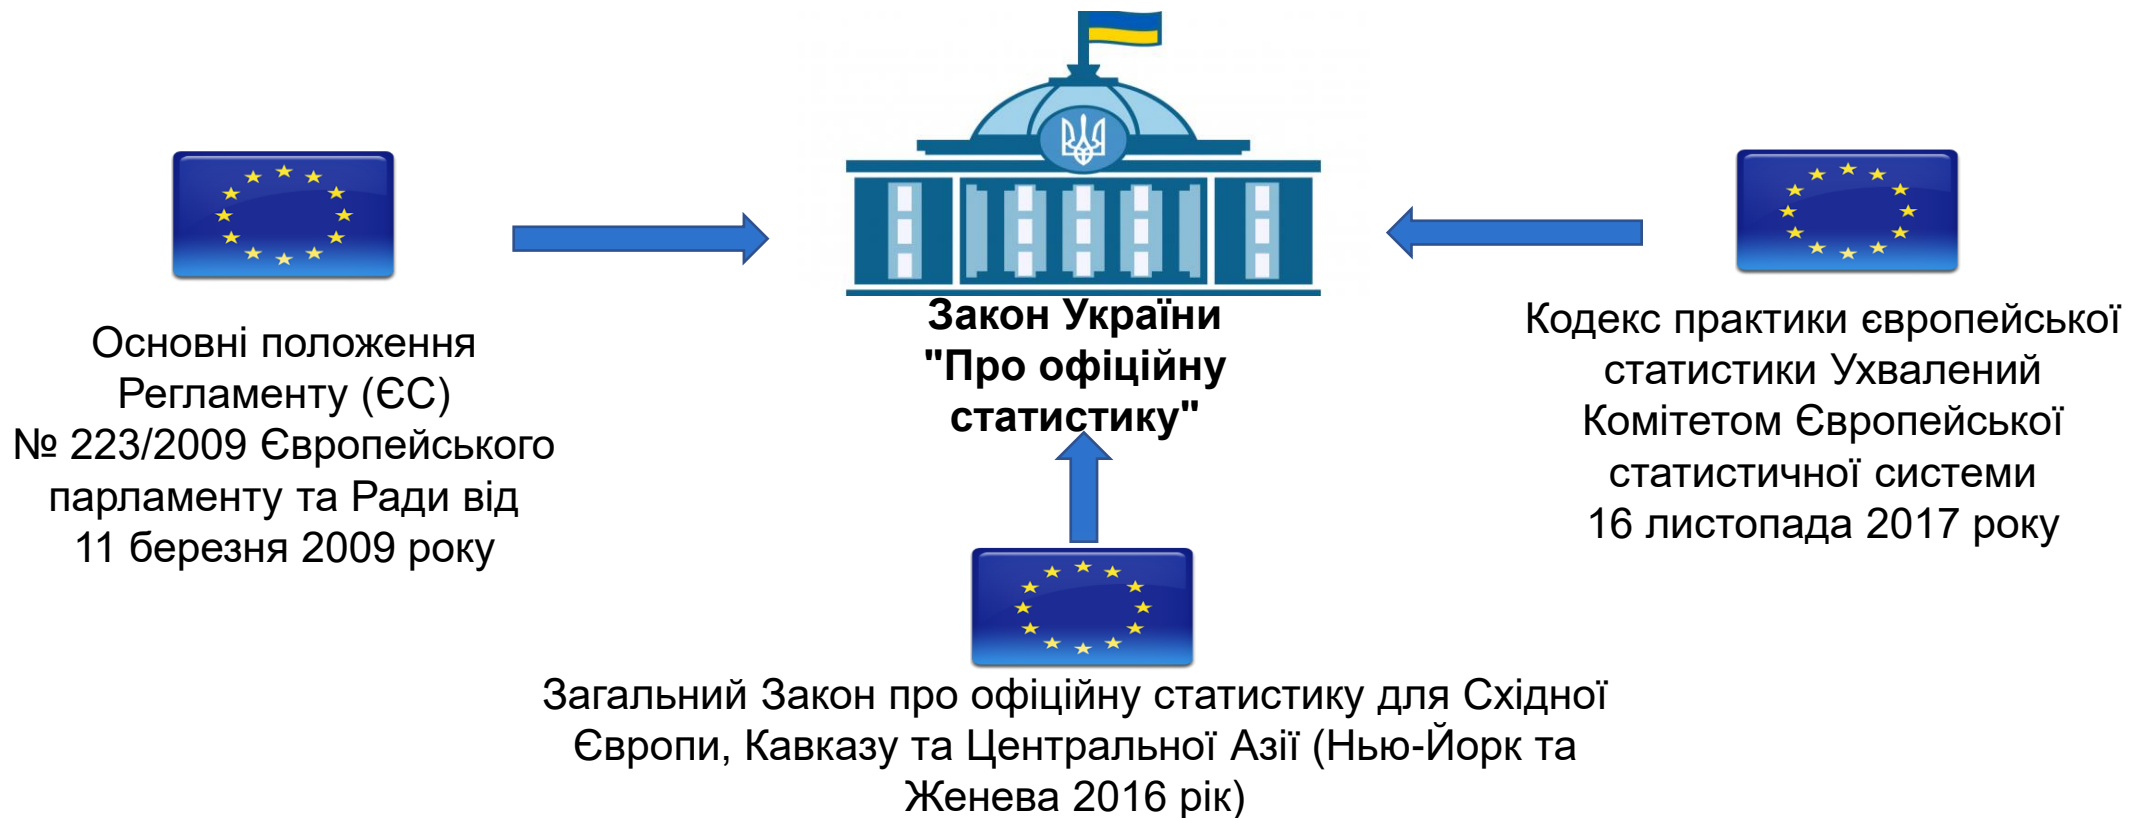 Основні положення
Регламенту (ЄС)
№ 223/2009 Європейського
парламенту та Ради від
11 березня 2009 року
Закон України
"Про офіційну
статистику"
Кодекс практики європейської
статистики Ухвалений
Комітетом Європейської
статистичної системи
16 листопада 2017 року
Загальний Закон про офіційну статистику для Східної
Європи, Кавказу та Центральної Азії (Нью-Йорк та
Женева 2016 рік)